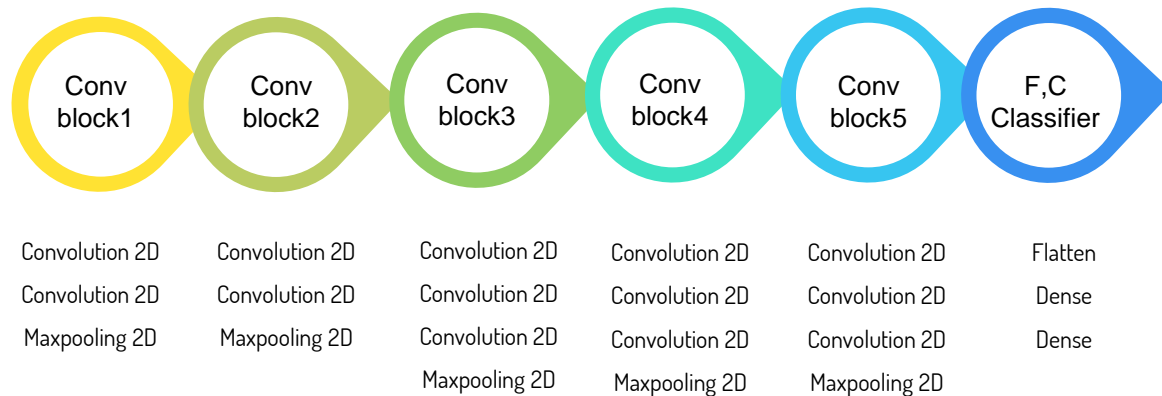 Conv
block1
Conv
block2
Conv
block3
Conv
block4
Conv
block5
F,C
Classifier
Convolution 2D
Convolution 2D
Maxpooling 2D
Convolution 2D
Convolution 2D
Maxpooling 2D
Convolution 2D
Convolution 2D
Convolution 2D
Maxpooling 2D
Convolution 2D
Convolution 2D
Convolution 2D
Maxpooling 2D
Convolution 2D
Convolution 2D
Convolution 2D
Maxpooling 2D
Flatten
Dense
Dense